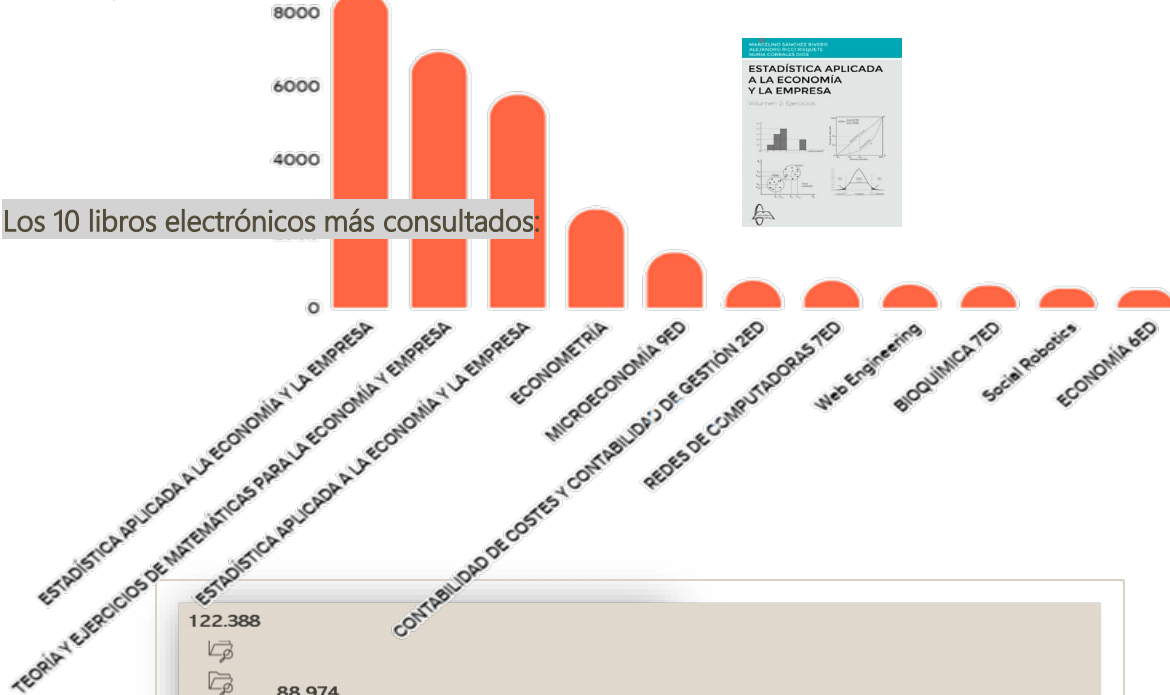 8000
6000
4000
0
Los 10 libros electrónicos más consultados:
MARCELINO SÁNCHEZ RIVERO
ALEJANDRO RICCI RISQUETE
NURIA CORRALES DIOS
ESTADÍSTICA APLICADA
A LA ECONOMÍA
Y LA EMPRESA
Volumen 2: Ejercicios
ESTADÍSTICA APLICADA A LA ECONOMÍA Y LA EMPRESA
TEORÍA Y EJERCICIOS DE MATEMÁTICAS PARA LA ECONOMÍA Y EMPRESA
ESTADÍSTICA APLICADA A LA ECONOMÍA Y LA EMPRESA
ECONOMETRÍA
MICROECONOMÍA 9ED
CONTABILIDAD DE COSTES Y CONTABILIDAD DE GESTIÓN 2ED
REDES DE COMPUTADORAS 7ED
Web Engineering
BIOQUÍMICA 7ED
Social Robotics
ECONOMÍA 6ED
122.388
88.974